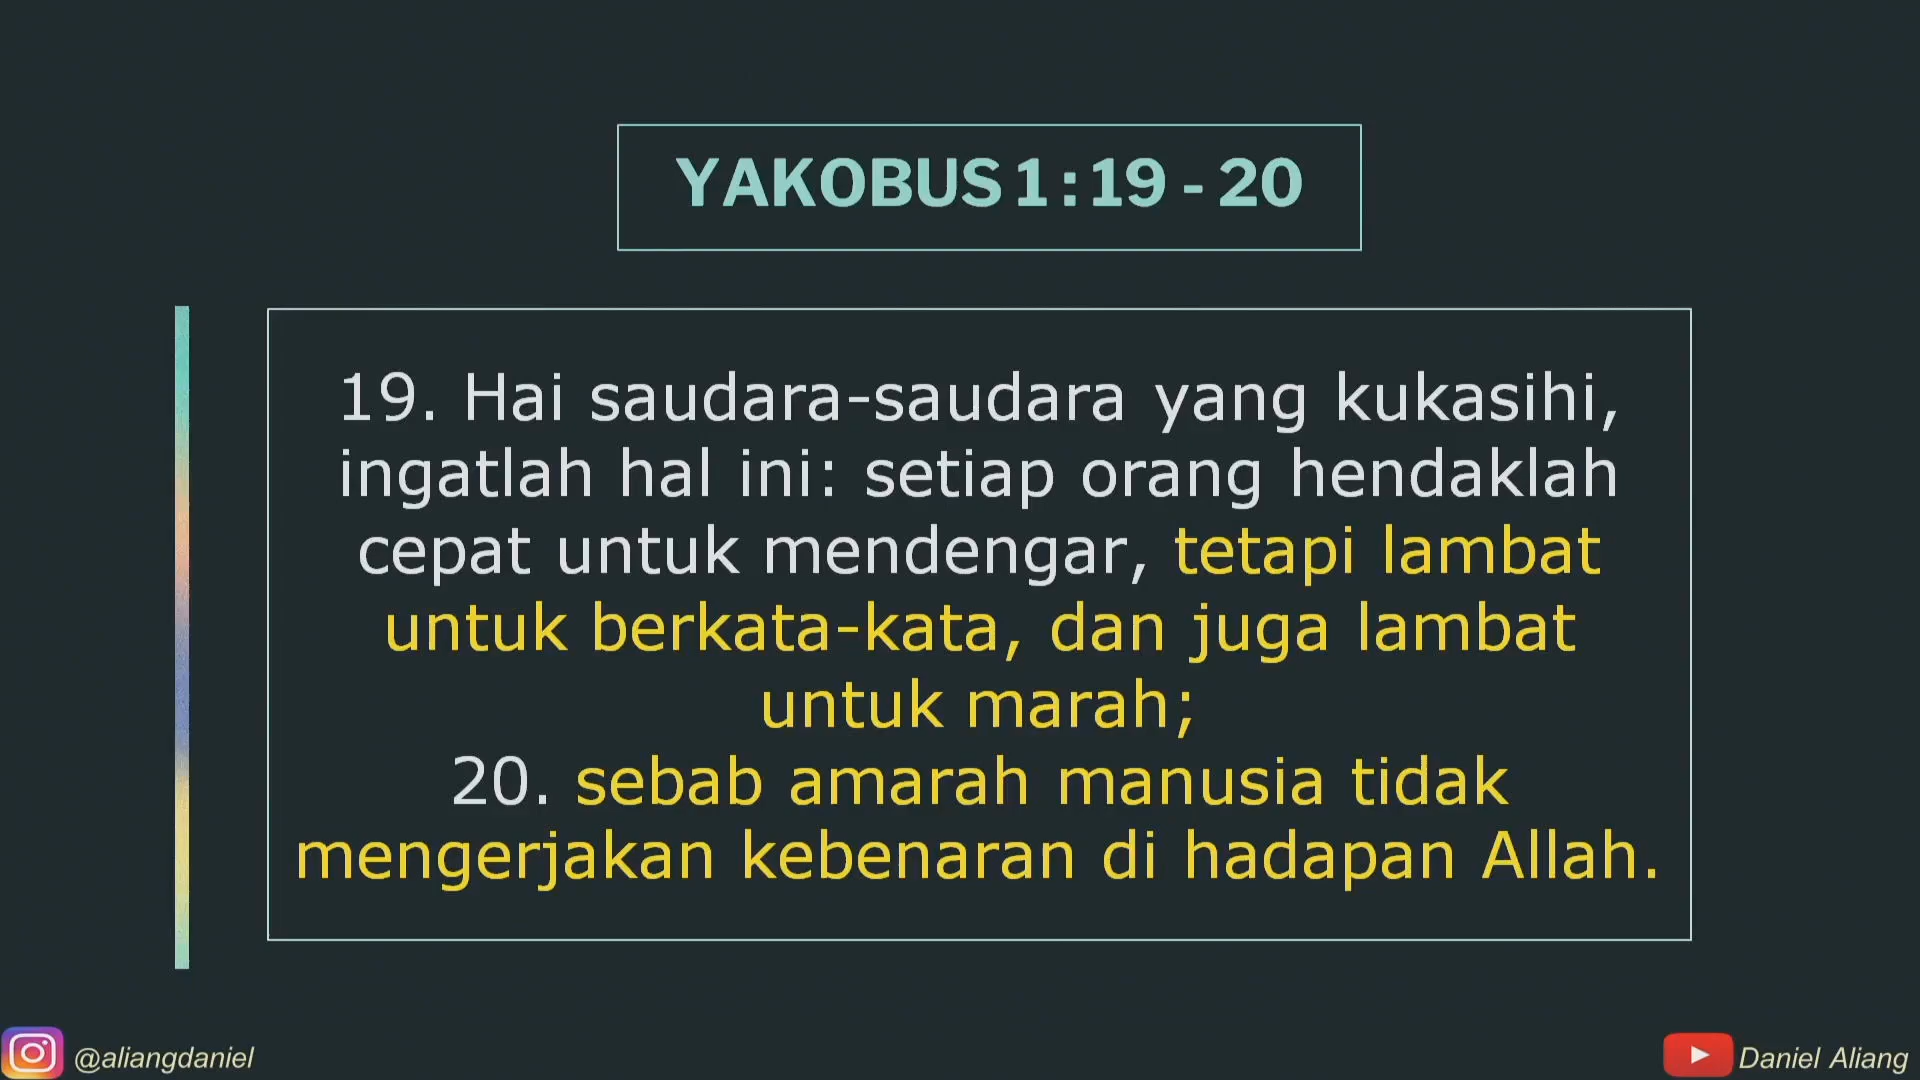 YAKOBUS 1 : 19 - 20
19. Hai saudara-saudara yang kukasihi,
ingatlah hal ini: setiap orang hendaklah
cepat untuk mendengar, tetapi lambat
untuk berkata-kata, dan juga lambat
untuk marah;
20. sebab amarah manusia tidak
mengerjakan kebenaran di hadapan Allah.
@aliangdaniel
Daniel Aliang